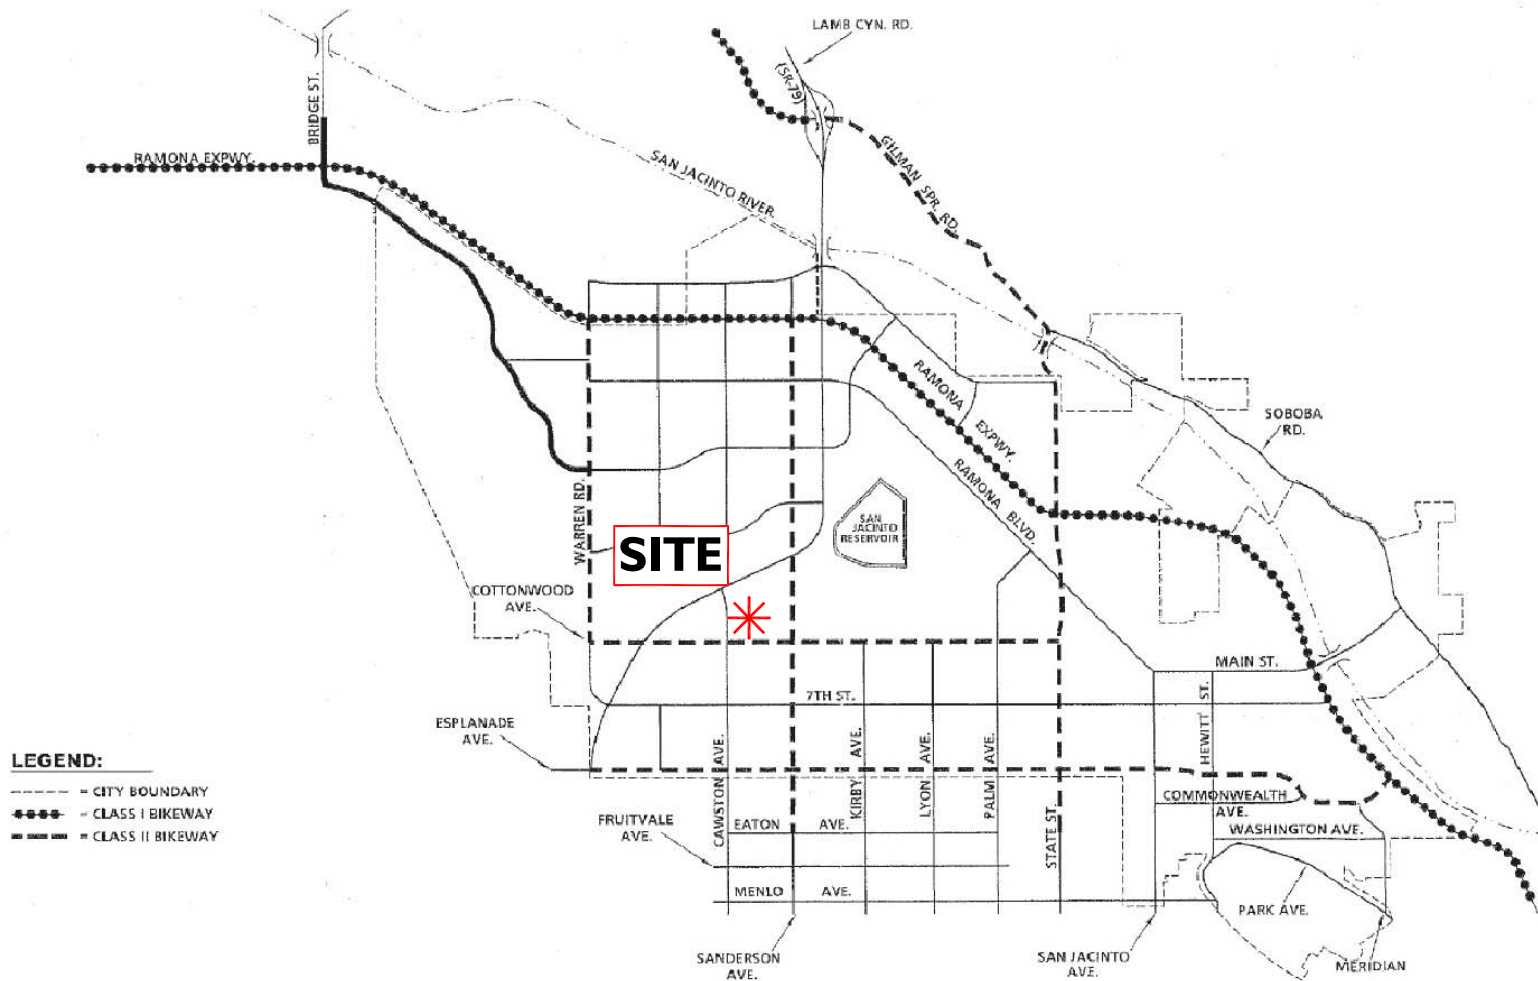 LAMB CYN. RD.
(SR-79)
BRIDGE ST.
RAMONA EXPWY.
SAN JACINTO RIVER
GILMAN SPR. RD.
SOBOBA
RD.
RAMONA EXPWY.
RAMONA BLVD.
SAN
JACINTO
RESERVOIR
WARREN RD.
SITE
COTTONWOOD
AVE.
MAIN ST.
7TH ST.
HEWITT ST.
ESPLANADE
AVE.
CAWSTON AVE.
KIRBY AVE.
LYON AVE.
PALM AVE.
STATE ST.
COMMONWEALTH
AVE.
WASHINGTON AVE.
FRUITVALE
AVE.
EATON AVE.
MENLO AVE.
PARK AVE.
SANDERSON
AVE.
SAN JACINTO
AVE.
MERIDIAN
LEGEND:
= CITY BOUNDARY
= CLASS I BIKEWAY
= CLASS II BIKEWAY